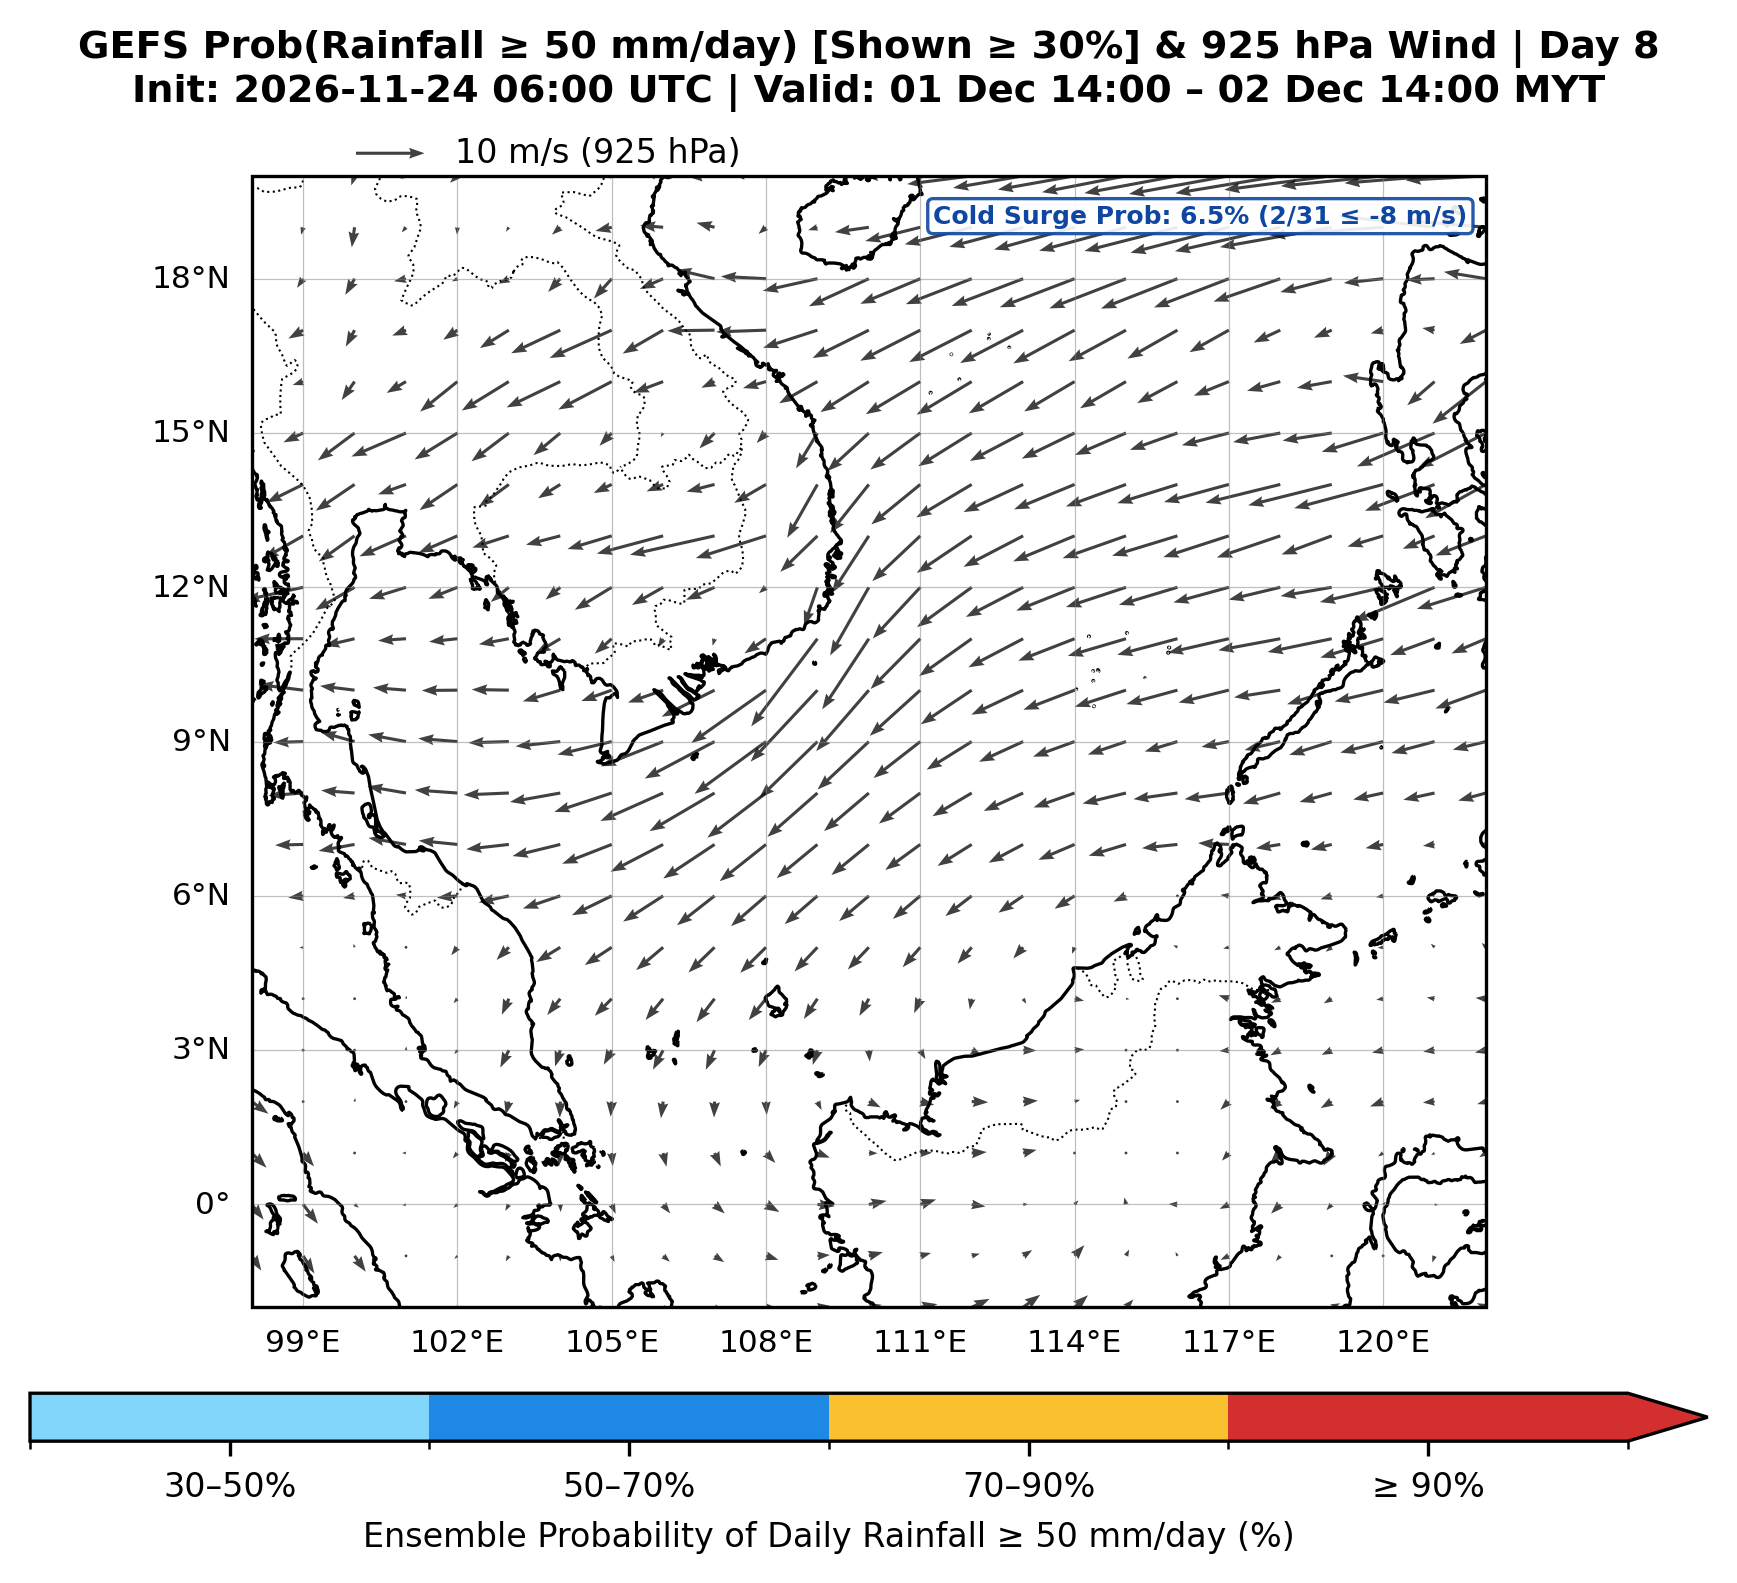 GEFS Prob(Rainfall ≥ 50 mm/day) [Shown ≥ 30%] & 925 hPa Wind | Day 8
Init: 2026-11-24 06:00 UTC | Valid: 01 Dec 14:00 – 02 Dec 14:00 MYT
10 m/s (925 hPa)
Cold Surge Prob: 6.5% (2/31 ≤ -8 m/s)
18°N
15°N
12°N
9°N
6°N
3°N
0°
99°E 102°E 105°E 108°E 111°E 114°E 117°E 120°E
30–50% 50–70% 70–90% ≥ 90%
Ensemble Probability of Daily Rainfall ≥ 50 mm/day (%)